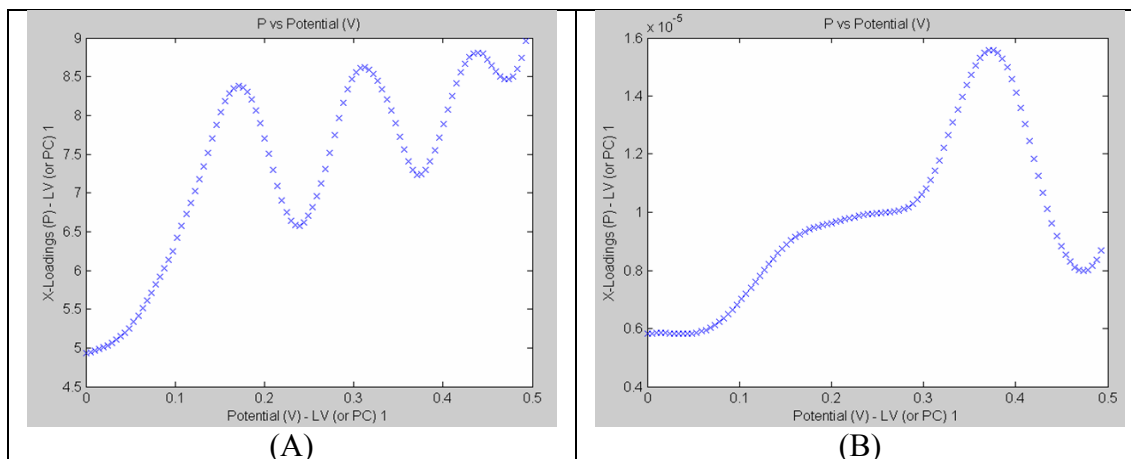 P vs Potential (V)
X-Loadings (P) - LV (or PC) 1
9
8.5
8
7.5
7
6.5
6
5.5
5
4.5
0 0.1 0.2 0.3 0.4 0.5
Potential (V) - LV (or PC) 1
(A)
x 10-5
P vs Potential (V)
X-Loadings (P) - LV (or PC) 1
1.6
1.4
1.2
1
0.8
0.6
0.4
0 0.1 0.2 0.3 0.4 0.5
Potential (V) - LV (or PC) 1
(B)